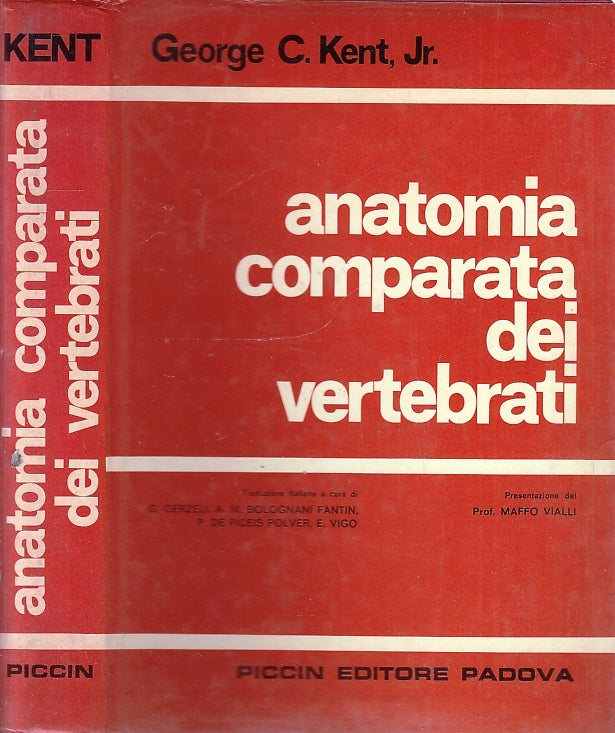 KENT
anatomia comparata
dei vertebrati
PICCIN
George C. Kent, Jr.
anatomia
comparata
dei
vertebrati
Traduzione italiana a cura di
G. GERZELI, A. M. BOLOGNANI FANTIN,
P. DE PICEIS POLVER, E. VIGO
Presentazione del
Prof. MAFFO VIALLI
PICCIN EDITORE PADOVA